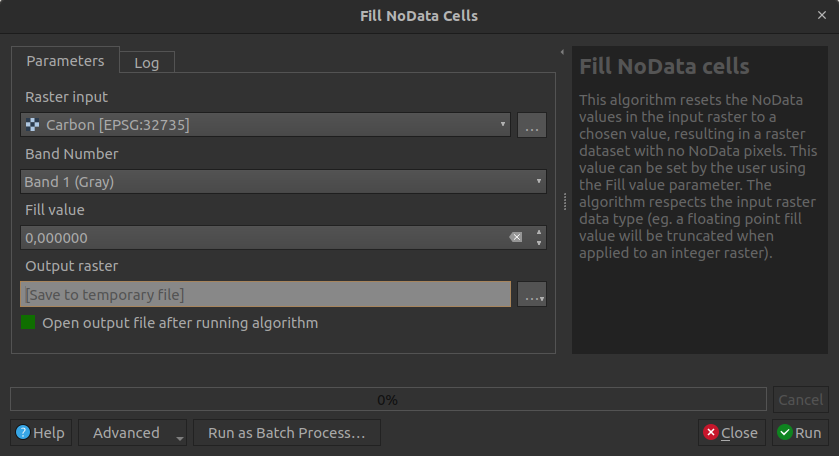 Fill NoData Cells
Parameters
Log
Raster input
Carbon [EPSG:32735]
...
Band Number
Band 1 (Gray)
Fill value
0,000000
Output raster
[Save to temporary file]
...
Open output file after running algorithm
Fill NoData cells
This algorithm resets the NoData
values in the input raster to a
chosen value, resulting in a raster
dataset with no NoData pixels. This
value can be set by the user using
the Fill value parameter. The
algorithm respects the input raster
data type (eg. a floating point fill
value will be truncated when
applied to an integer raster).
0%
Cancel
Help
Advanced
Run as Batch Process...
Close
Run